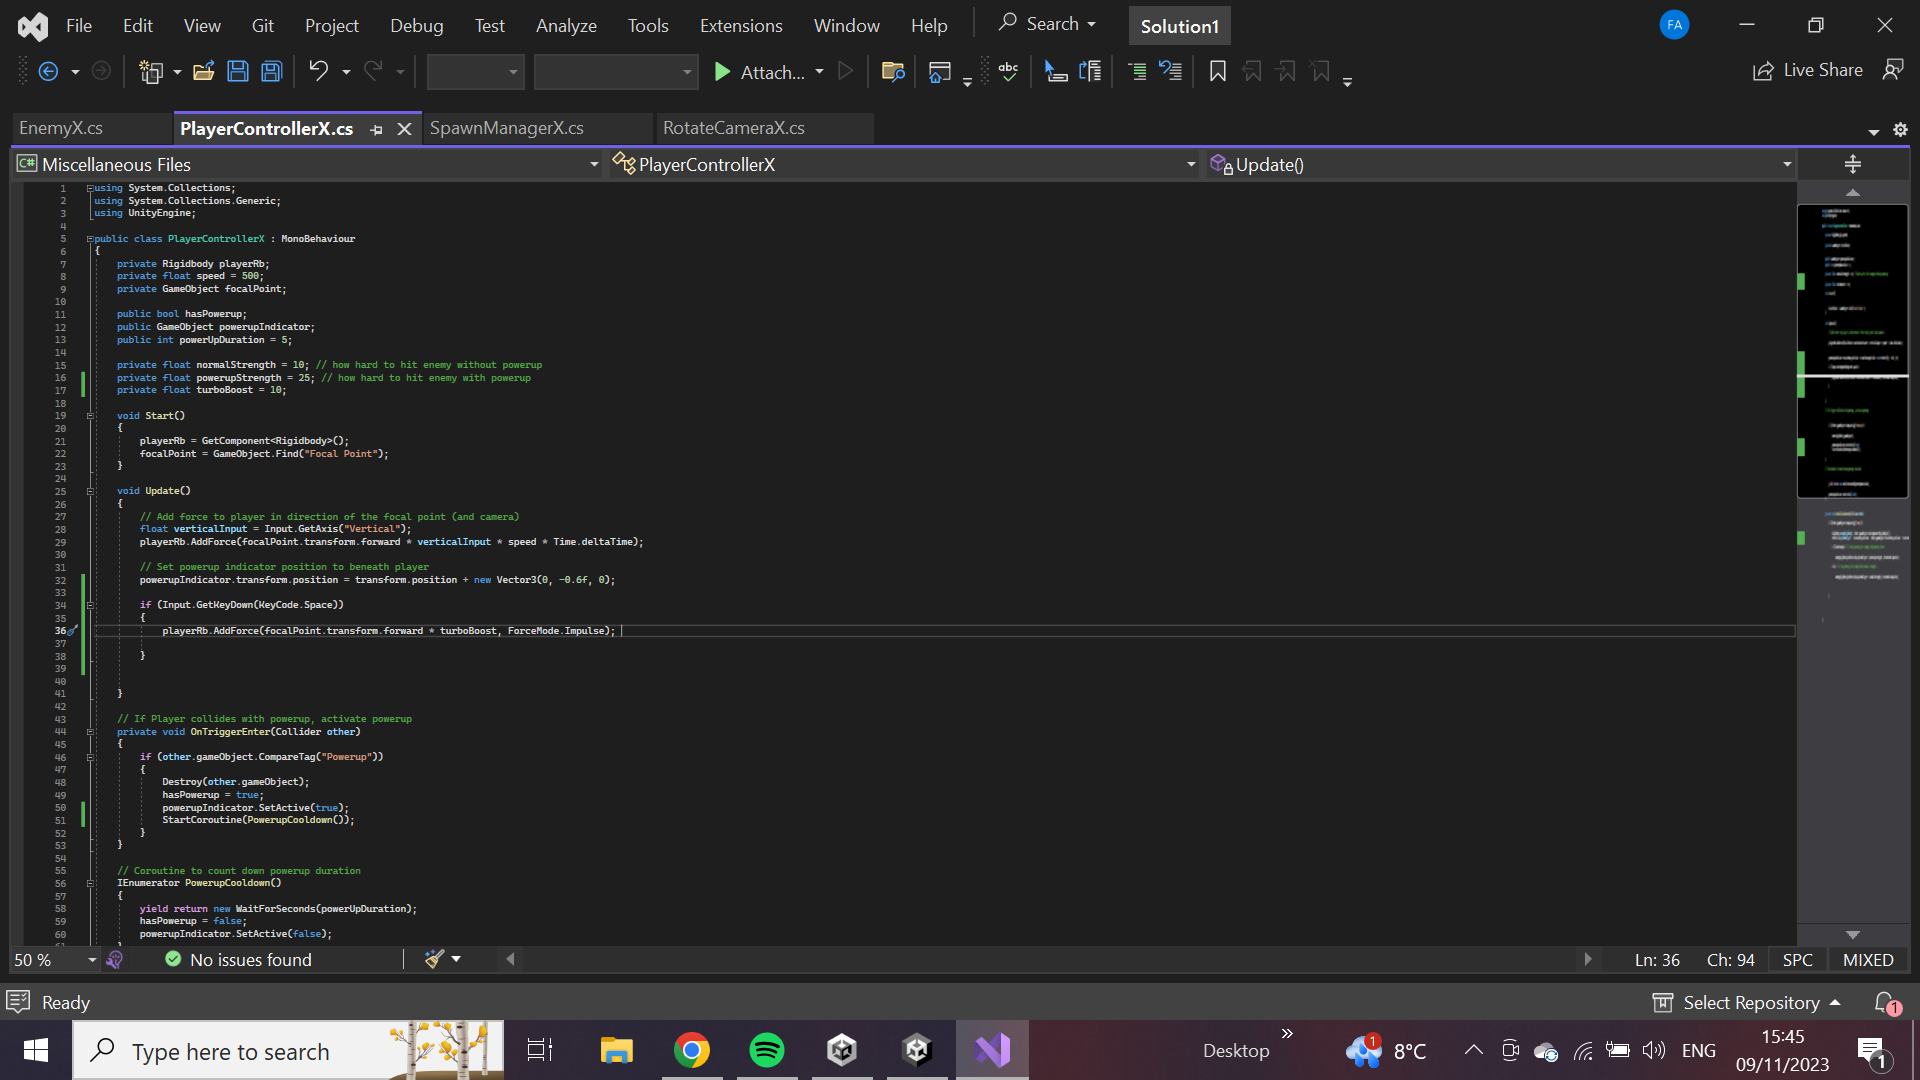 File Edit View Git Project Debug Test Analyze Tools Extensions Window Help Search Solution1 FA
Attach... abc Live Share
EnemyX.cs PlayerControllerX.cs SpawnManagerX.cs RotateCameraX.cs
C# Miscellaneous Files PlayerControllerX Update()
1 using System.Collections;
2 using System.Collections.Generic;
3 using UnityEngine;
4
5 public class PlayerControllerX : MonoBehaviour
6 {
7 private Rigidbody playerRb;
8 private float speed = 500;
9 private GameObject focalPoint;
10
11 public bool hasPowerup;
12 public GameObject powerupIndicator;
13 public int powerUpDuration = 5;
14
15 private float normalStrength = 10; // how hard to hit enemy without powerup
16 private float powerupStrength = 25; // how hard to hit enemy with powerup
17 private float turboBoost = 10;
18
19 void Start()
20 {
21 playerRb = GetComponent<Rigidbody>();
22 focalPoint = GameObject.Find("Focal Point");
23 }
24
25 void Update()
26 {
27 // Add force to player in direction of the focal point (and camera)
28 float verticalInput = Input.GetAxis("Vertical");
29 playerRb.AddForce(focalPoint.transform.forward * verticalInput * speed * Time.deltaTime);
30
31 // Set powerup indicator position to beneath player
32 powerupIndicator.transform.position = transform.position + new Vector3(0, -0.6f, 0);
33
34 if (Input.GetKeyDown(KeyCode.Space))
35 {
36 playerRb.AddForce(focalPoint.transform.forward * turboBoost, ForceMode.Impulse);
37
38 }
39
40
41 }
42
43 // If Player collides with powerup, activate powerup
44 private void OnTriggerEnter(Collider other)
45 {
46 if (other.gameObject.CompareTag("Powerup"))
47 {
48 Destroy(other.gameObject);
49 hasPowerup = true;
50 powerupIndicator.SetActive(true);
51 StartCoroutine(PowerupCooldown());
52 }
53 }
54
55 // Coroutine to count down powerup duration
56 IEnumerator PowerupCooldown()
57 {
58 yield return new WaitForSeconds(powerUpDuration);
59 hasPowerup = false;
60 powerupIndicator.SetActive(false);
50 % No issues found Ln: 36 Ch: 94 SPC MIXED
Ready Select Repository 1
Type here to search Desktop 1 8°C ENG 15:45
09/11/2023 1